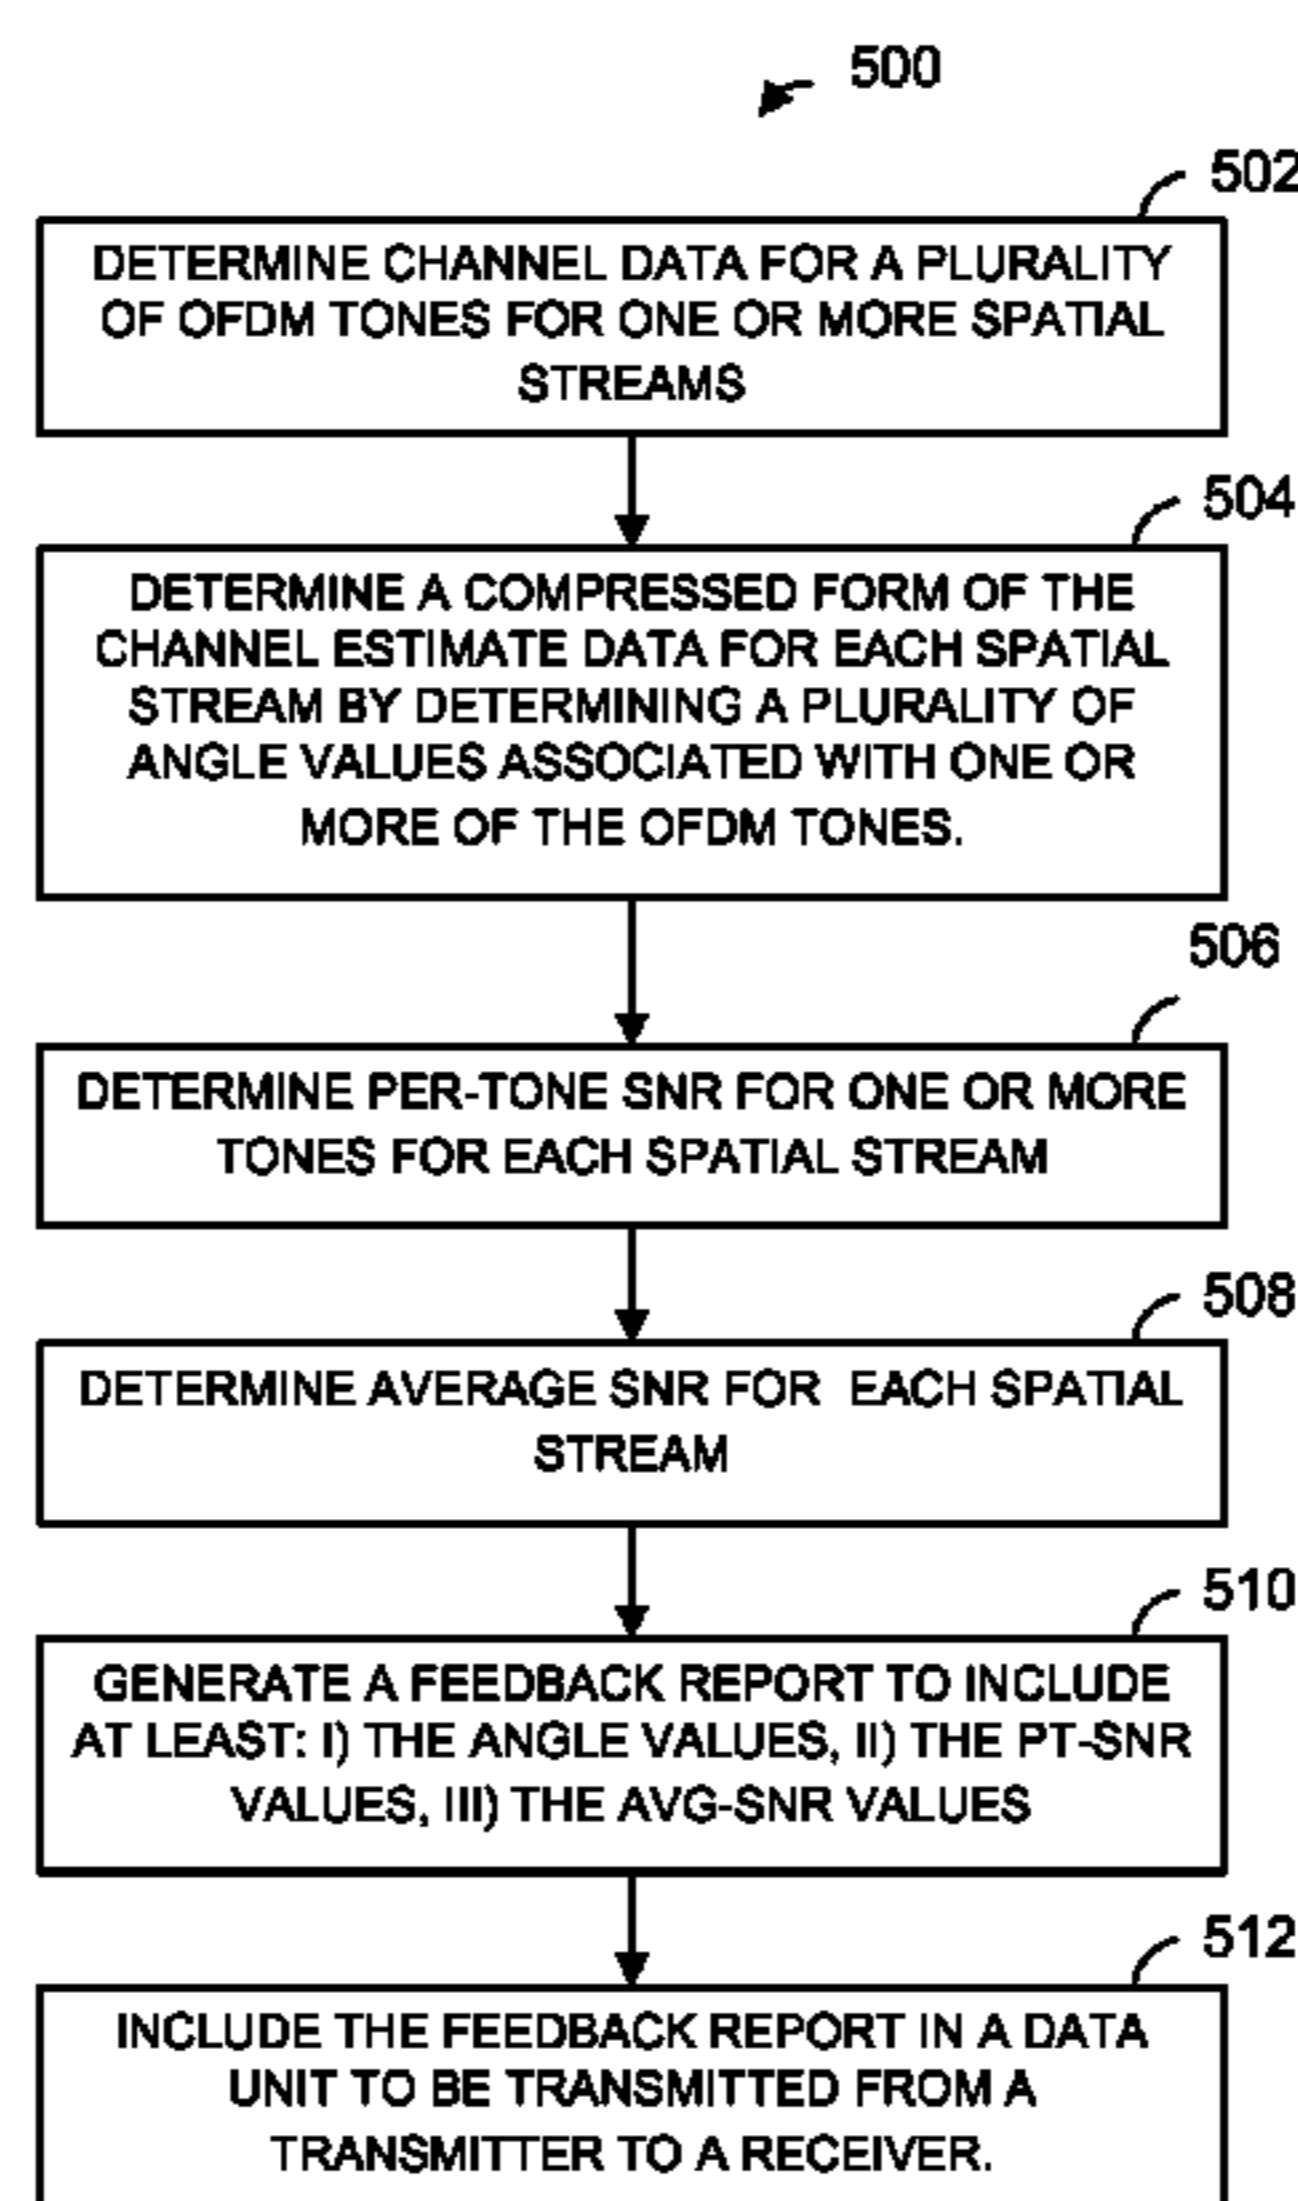 500
502
DETERMINE CHANNEL DATA FOR A PLURALITY
OF OFDM TONES FOR ONE OR MORE SPATIAL
STREAMS
504
DETERMINE A COMPRESSED FORM OF THE
CHANNEL ESTIMATE DATA FOR EACH SPATIAL
STREAM BY DETERMINING A PLURALITY OF
ANGLE VALUES ASSOCIATED WITH ONE OR
MORE OF THE OFDM TONES.
506
DETERMINE PER-TONE SNR FOR ONE OR MORE
TONES FOR EACH SPATIAL STREAM
508
DETERMINE AVERAGE SNR FOR EACH SPATIAL
STREAM
510
GENERATE A FEEDBACK REPORT TO INCLUDE
AT LEAST: I) THE ANGLE VALUES, II) THE PT-SNR
VALUES, III) THE AVG-SNR VALUES
512
INCLUDE THE FEEDBACK REPORT IN A DATA
UNIT TO BE TRANSMITTED FROM A
TRANSMITTER TO A RECEIVER.